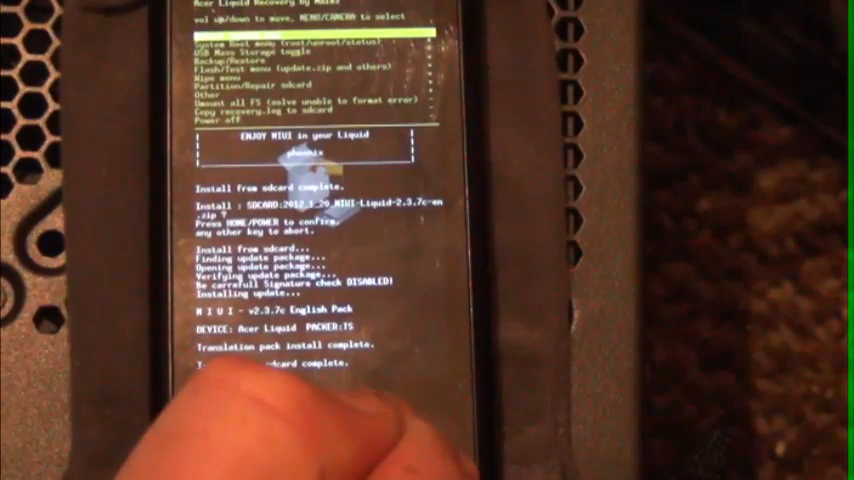 Acer Liquid Recovery by Malez
vol up/down to move, MENU/CAMERA to select
System Root menu (root/unroot/status)
USB Mass Storage toggle
Backup/Restore
Flash/Test menu (update.zip and others)
Wipe menu
Partition/Repair sdcard
Other
Umount all FS (solve unable to format error)
Copy recovery.log to sdcard
Power off
ENJOY MIUI in your Liquid
phoenix
Install from sdcard complete.
Install : SDCARD:2012_1_20_MIUI-Liquid-2.3.7c-en
.zip ?
Press HOME/POWER to confirm,
any other key to abort.
Install from sdcard...
Finding update package...
Opening update package...
Verifying update package...
Be carrefull Signature check DISABLED!
Installing update...
M I U I - v2.3.7c English Pack
DEVICE: Acer Liquid PACKER:TS
Translation pack install complete.
sdcard complete.